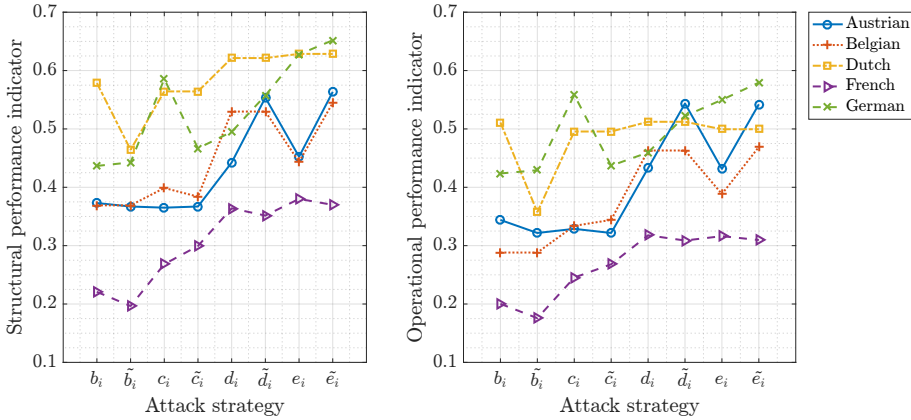 Structural performance indicator
0.7
0.6
0.5
0.4
0.3
0.2
0.1
b_i b̃_i c_i c̃_i d_i d̃_i e_i ẽ_i
Attack strategy
Operational performance indicator
0.7
0.6
0.5
0.4
0.3
0.2
0.1
b_i b̃_i c_i c̃_i d_i d̃_i e_i ẽ_i
Attack strategy
Austrian
Belgian
Dutch
French
German